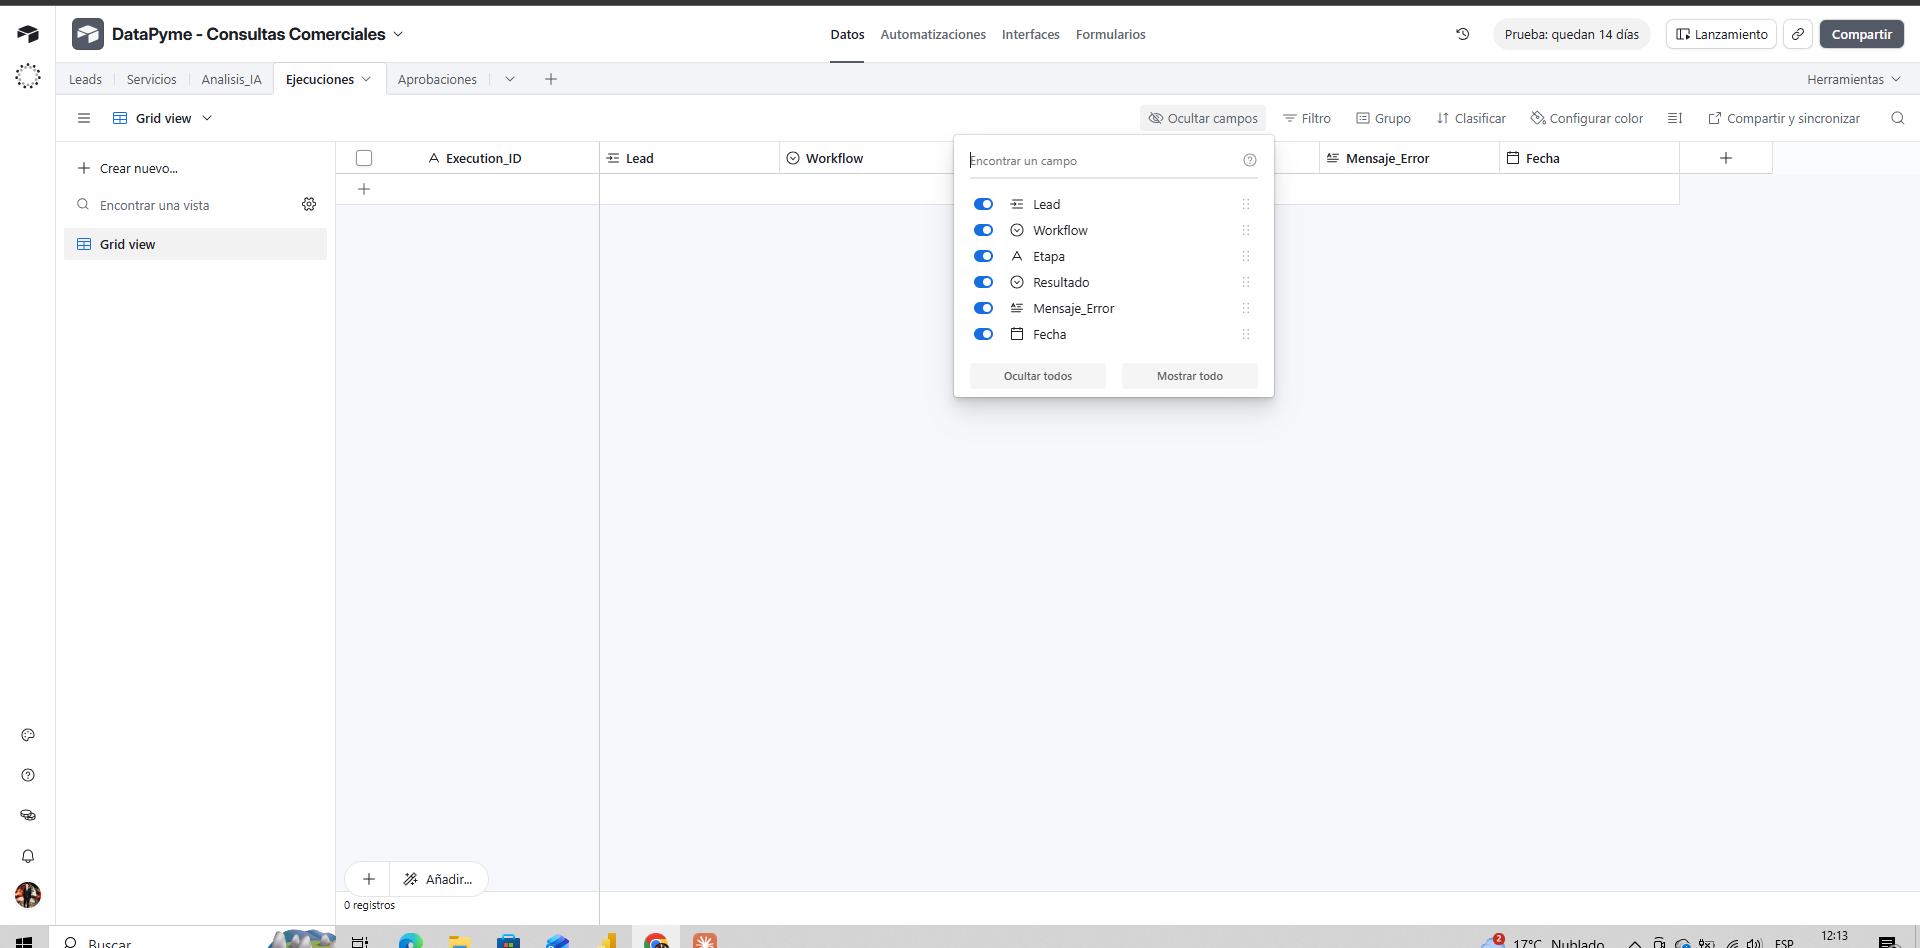 DataPyme - Consultas Comerciales
Datos
Automatizaciones
Interfaces
Formularios
Prueba: quedan 14 días
Lanzamiento
Compartir
Leads
Servicios
Analisis_IA
Ejecuciones
Aprobaciones
Herramientas
Grid view
Ocultar campos
Filtro
Grupo
Clasificar
Configurar color
Compartir y sincronizar
Crear nuevo...
Encontrar una vista
Grid view
Execution_ID
Lead
Workflow
Mensaje_Error
Fecha
Encontrar un campo
Lead
Workflow
Etapa
Resultado
Mensaje_Error
Fecha
Ocultar todos
Mostrar todo
Añadir...
0 registros
Buscar
2
17°C Nublado
ESP
12:13